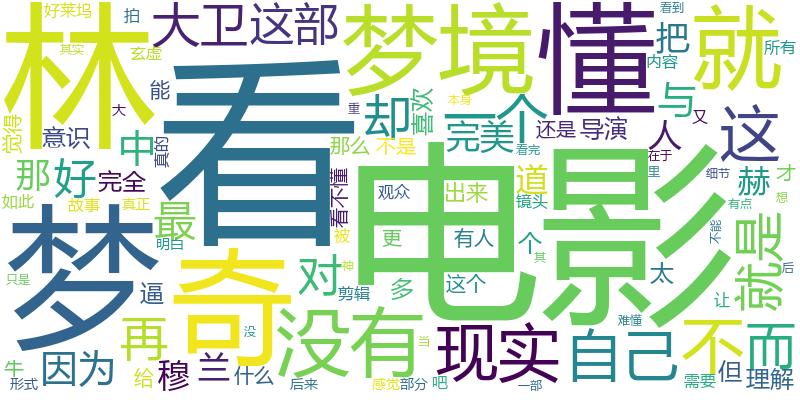 好莱坞
拍
大卫
这部
梦境
懂
把
看到
就
林
其实
玄虚
能
看
却
喜欢
一个
内容
所有
与
大
重
本身
又
这
觉得
意识
中
真的
那么
不是
完美
还是
导演
人
看完
在于
里
细节
那
好
完全
电影
道
赫
才
如此
故事
真正
最
看不懂
观众
出来
镜头
想
有点
梦
明白
奇
被
更
有人
个
不能
就是
对
神
这个
其
太
后
只是
逼
剪辑
多
让
再
没
没有
当
难懂
不
而
现实
自己
因为
牛
形式
给
穆
兰
什么
后来
感觉
部分
吧
一部
需要
但
理解